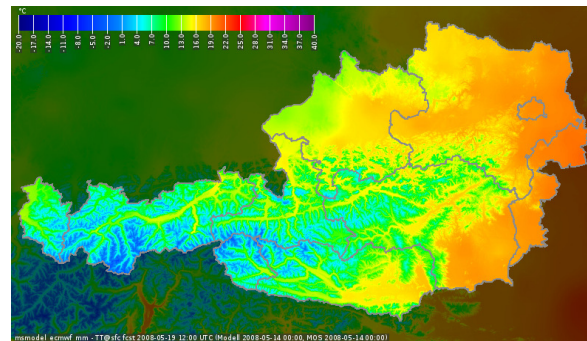 °C
-20.0 -17.0 -14.0 -11.0 -8.0 -5.0 -2.0 1.0 4.0 7.0 10.0 13.0 16.0 19.0 22.0 25.0 28.0 31.0 34.0 37.0 40.0
msmodel_ecmwf_mm - TT@sfc fcst 2008-05-19 12:00 UTC (Modell 2008-05-14 00:00, MOS 2008-05-14 00:00)